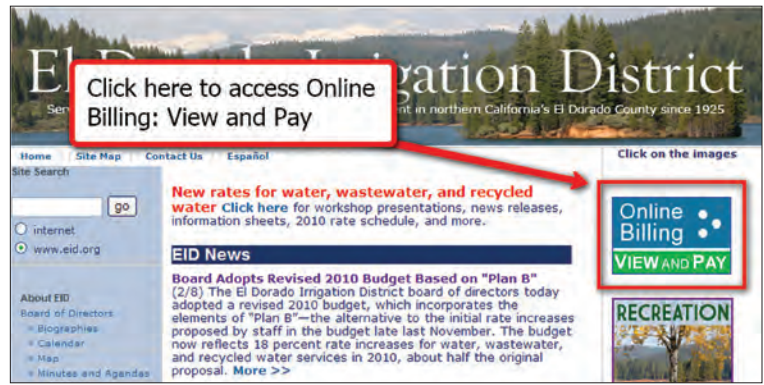 El Dorado Irrigation District
Click here to access Online
Billing: View and Pay
in northern California's El Dorado County since 1925
Home Site Map Contact Us Español
Click on the images
Site Search
go
internet
www.eid.org
New rates for water, wastewater, and recycled
water Click here for workshop presentations, news releases,
information sheets, 2010 rate schedule, and more.
Online
Billing
VIEW AND PAY
EID News
Board Adopts Revised 2010 Budget Based on "Plan B"
(2/8) The El Dorado Irrigation District board of directors today
adopted a revised 2010 budget, which incorporates the
elements of "Plan B"—the alternative to the initial rate increases
proposed by staff in the budget late last November. The budget
now reflects 18 percent rate increases for water, wastewater,
and recycled water services in 2010, about half the original
proposal. More >>
About EID
Board of Directors
Biographies
Calendar
Map
Minutes and Agendas
RECREATION